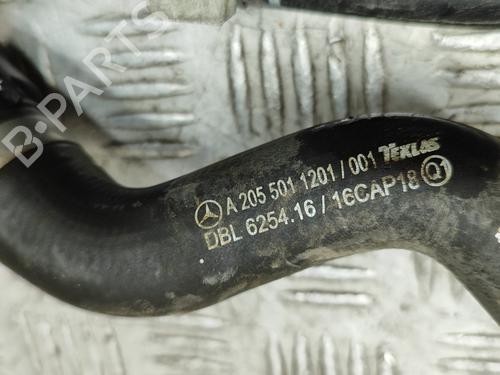 B-PARTS
A 205 501 1201 / 001 TEKLAS
DBL 6254.16 / 16CAP18 Q1